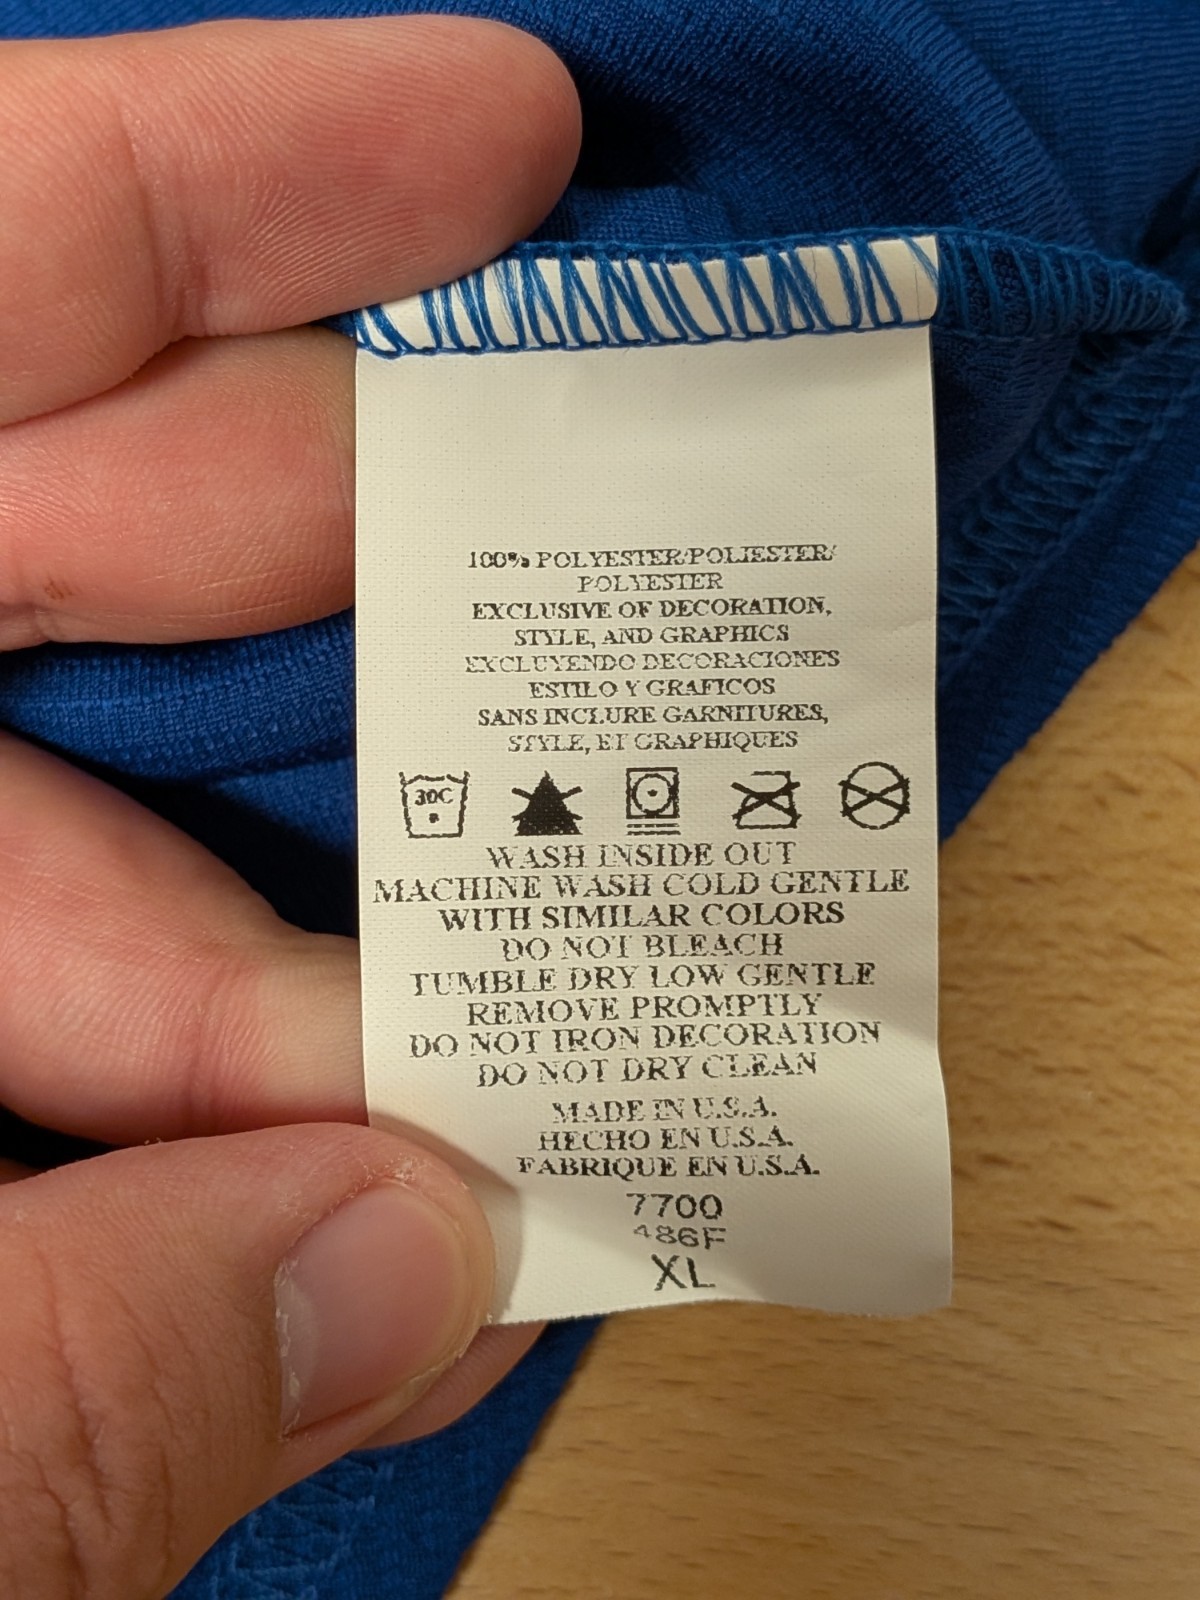 100% POLYESTER/POLIESTER/
POLYESTER
EXCLUSIVE OF DECORATION,
STYLE, AND GRAPHICS
EXCLUYENDO DECORACIONES
ESTILO Y GRAFICOS
SANS INCLURE GARNITURES,
STYLE, ET GRAPHIQUES
30C
WASH INSIDE OUT
MACHINE WASH COLD GENTLE
WITH SIMILAR COLORS
DO NOT BLEACH
TUMBLE DRY LOW GENTLE
REMOVE PROMPTLY
DO NOT IRON DECORATION
DO NOT DRY CLEAN
MADE IN U.S.A.
HECHO EN U.S.A.
FABRIQUE EN U.S.A.
7700
486F
XL